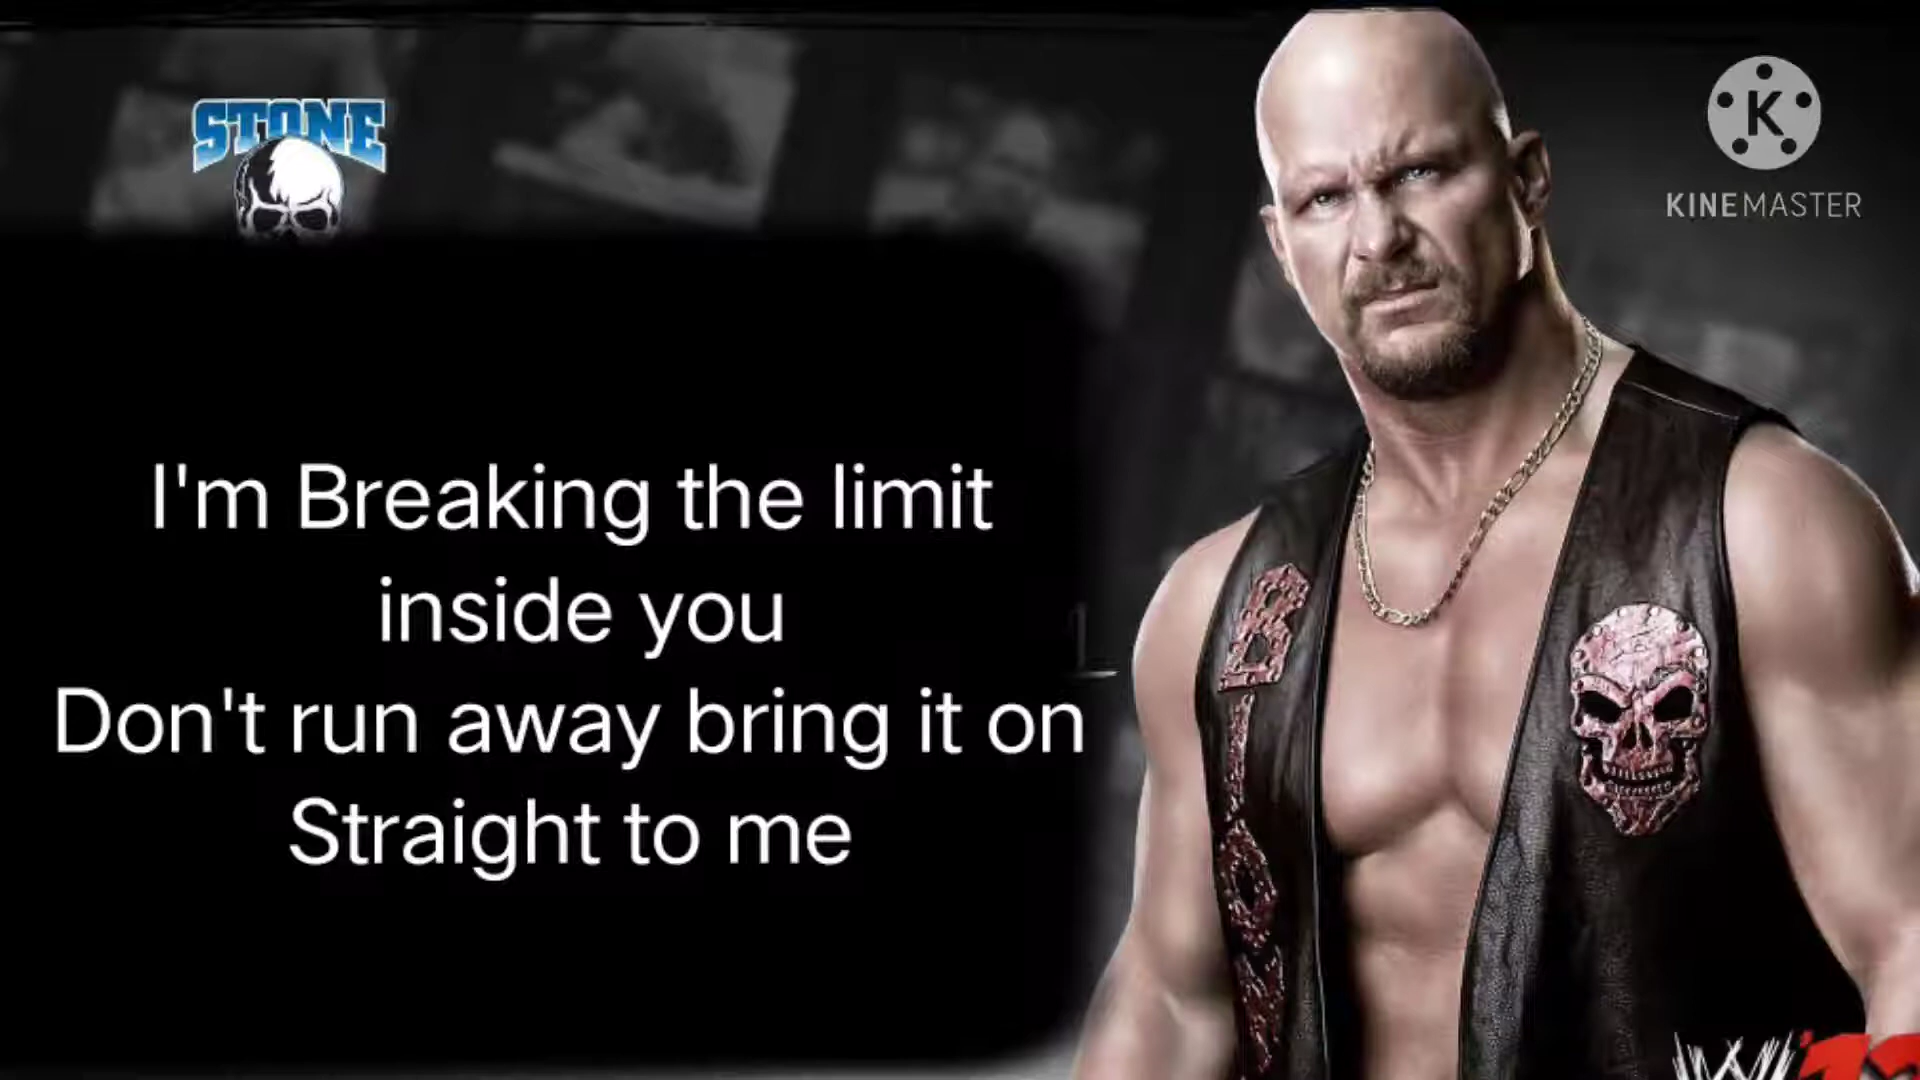 STONE
K
KINEMASTER
I'm Breaking the limit
inside you
Don't run away bring it on
Straight to me